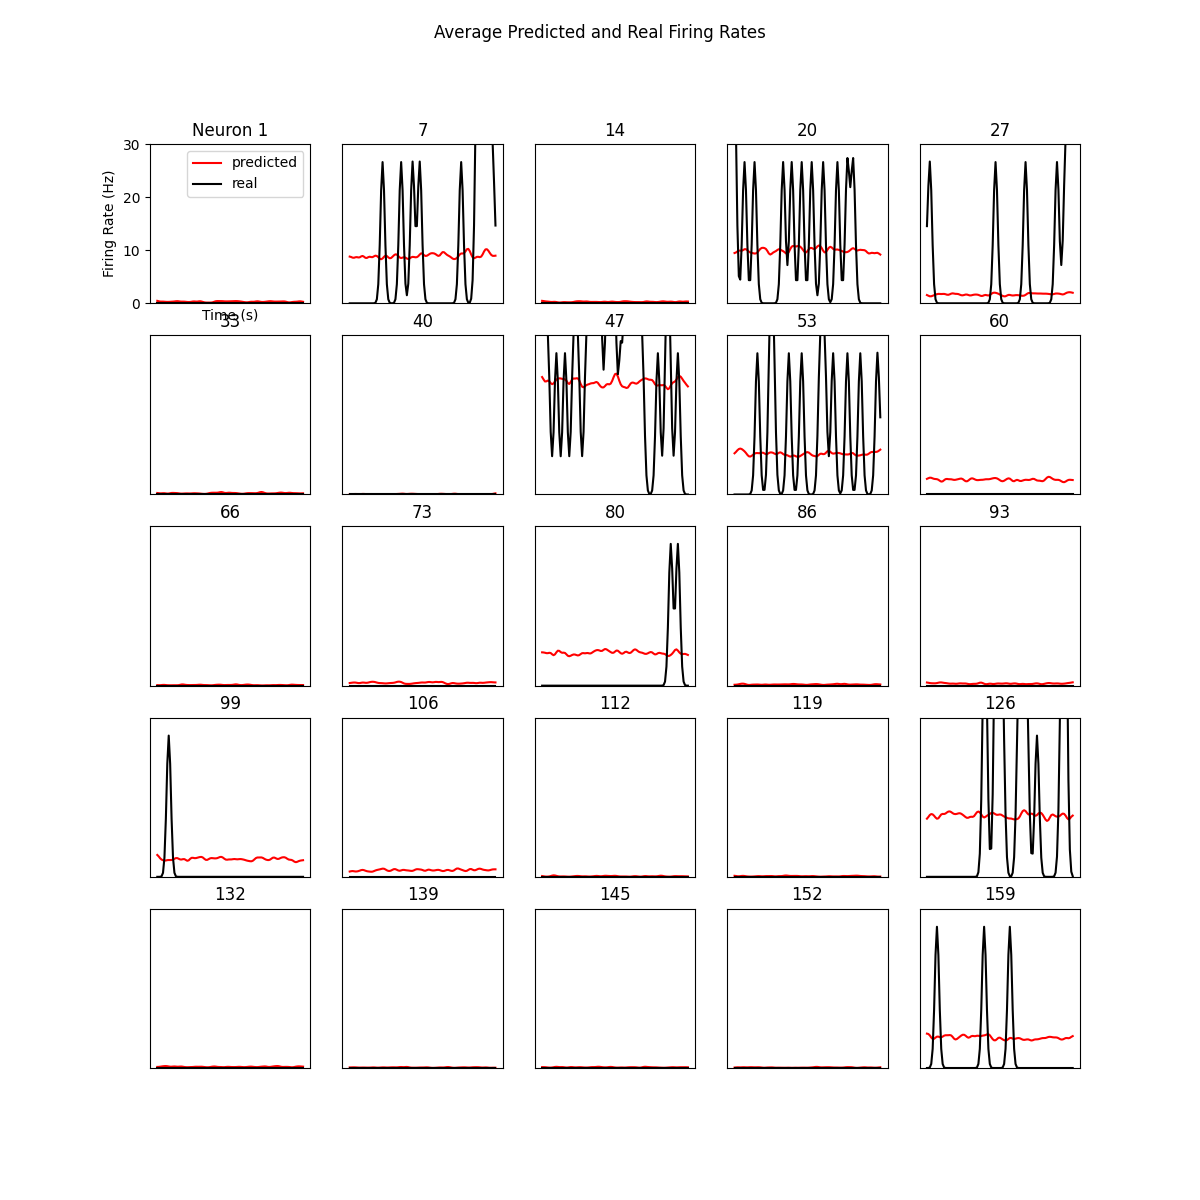 Average Predicted and Real Firing Rates
Neuron 1 7 14 20 27
30
predicted
real
20
10
0
Firing Rate (Hz)
Time (s)
33 40 47 53 60
66 73 80 86 93
99 106 112 119 126
132 139 145 152 159